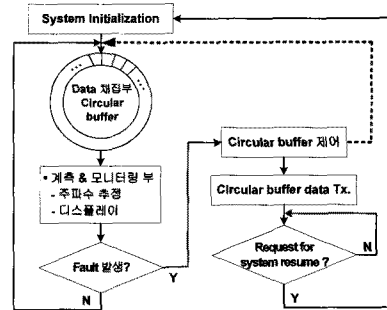 System Initialization
Data 채집부
Circular
buffer
• 계측 & 모니터링 부
- 주파수 추정
- 디스플레이
Fault 발생?
Y
N
Circular buffer 제어
Circular buffer data Tx.
Request for
system resume ?
N
Y